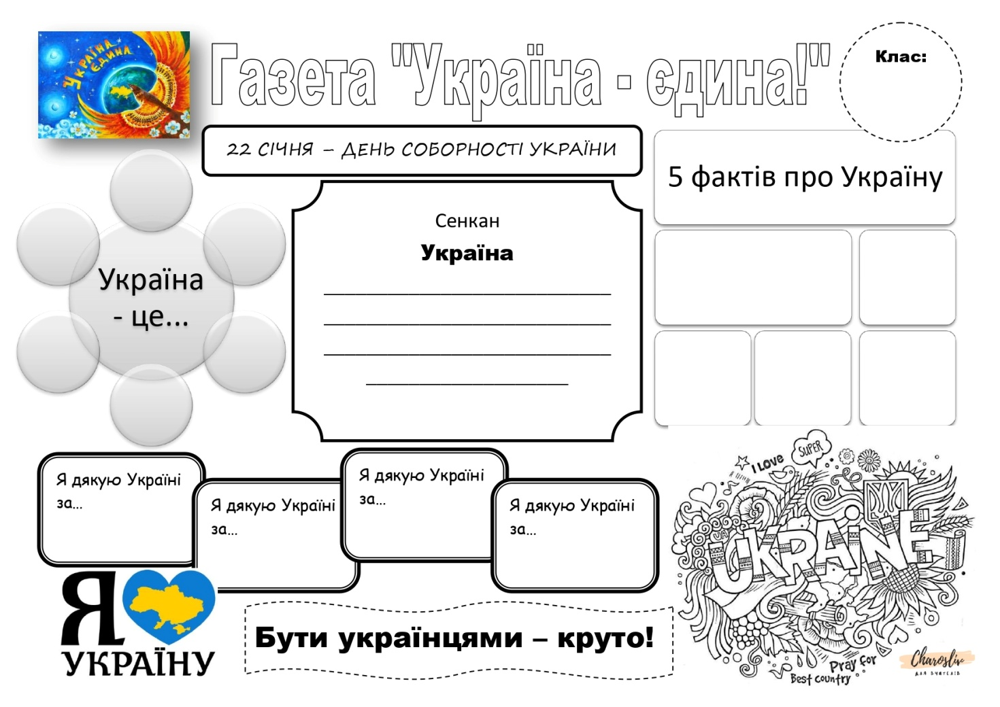 УКРАЇНА
ЄДИНА
Газета "Україна - єдина!"
Клас:
22 СІЧНЯ – ДЕНЬ СОБОРНОСТІ УКРАЇНИ
5 фактів про Україну
Сенкан
Україна
Україна
- це...
Я дякую Україні
за...
Я дякую Україні
за...
Я дякую Україні
за...
Я дякую Україні
за...
Я
УКРАЇНУ
Бути українцями – круто!
I LOVE
SUPER
UA
UKRAINE
Pray for
Best country
Charosliv
ДЛЯ ВЧИТЕЛІВ